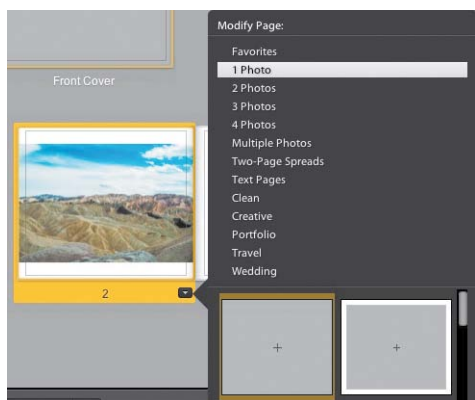 Modify Page:
Favorites
1 Photo
2 Photos
3 Photos
4 Photos
Multiple Photos
Two-Page Spreads
Text Pages
Clean
Creative
Portfolio
Travel
Wedding
Front Cover
2